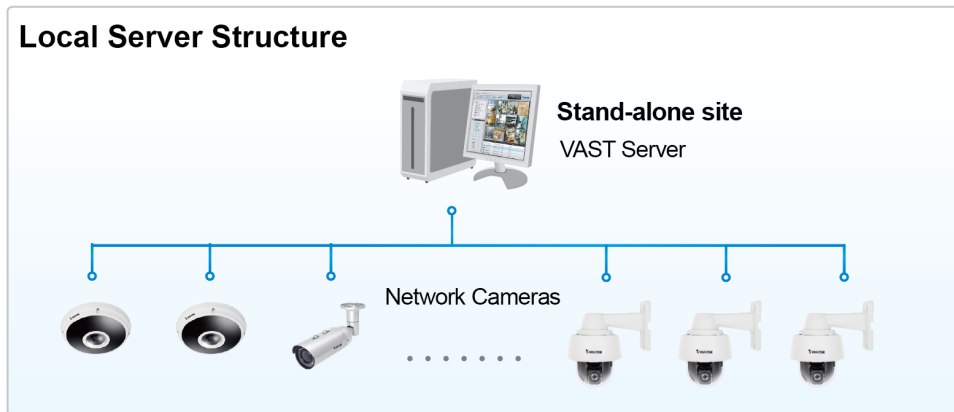 Local Server Structure
Stand-alone site
VAST Server
Network Cameras